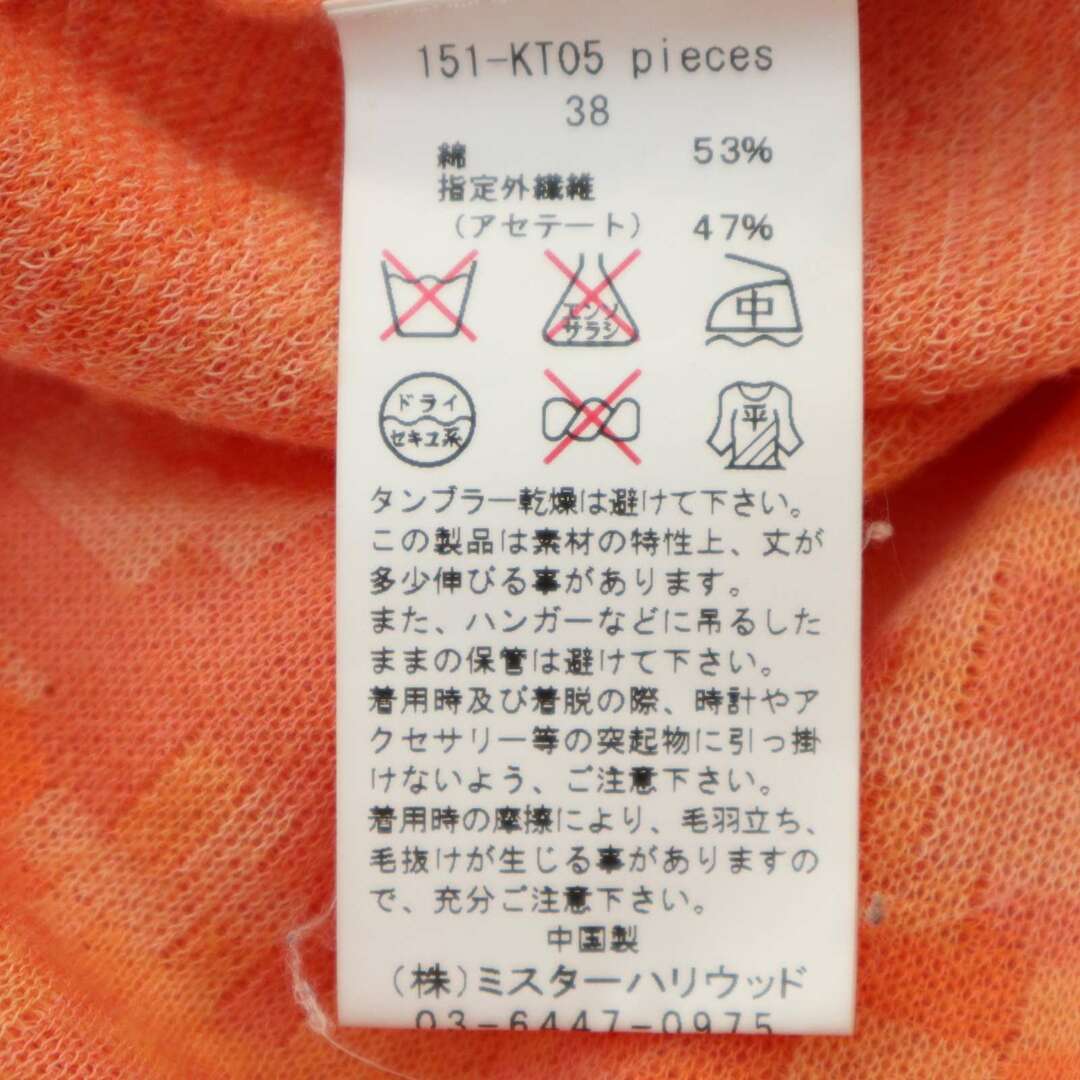 151-KT05 pieces
38
綿 53%
指定外繊維
（アセテート） 47%
エンソ
サラシ
中
ドライ
セキユ系
平
タンブラー乾燥は避けて下さい。
この製品は素材の特性上、丈が
多少伸びる事があります。
また、ハンガーなどに吊るした
ままの保管は避けて下さい。
着用時及び着脱の際、時計やア
クセサリー等の突起物に引っ掛
けないよう、ご注意下さい。
着用時の摩擦により、毛羽立ち、
毛抜けが生じる事がありますの
で、充分ご注意下さい。
中国製
（株）ミスターハリウッド
03-6447-0975